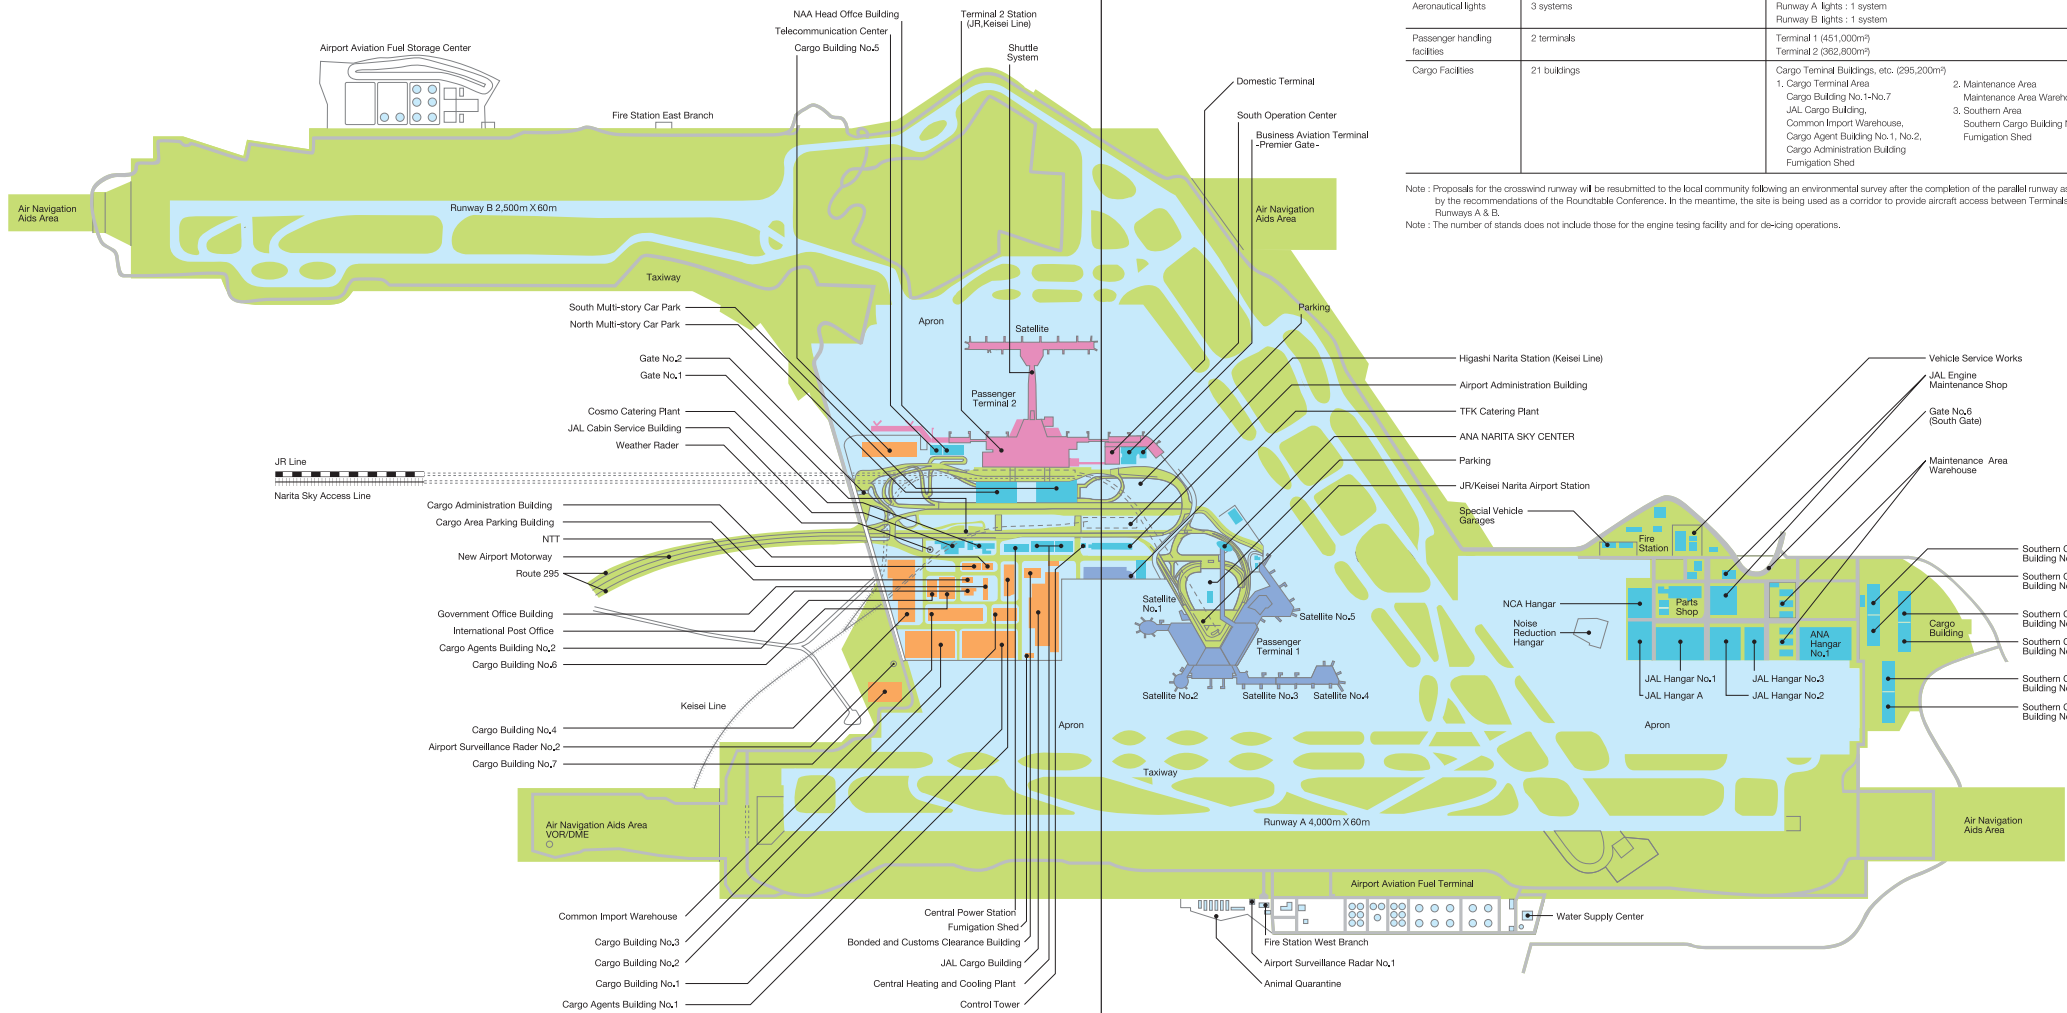 Aeronautical lights
3 systems
Runway A lights : 1 system
Runway B lights : 1 system
Passenger handling
facilities
2 terminals
Terminal 1 (451,000m²)
Terminal 2 (362,800m²)
Cargo Facilities
21 buildings
Cargo Teminal Buildings, etc. (295,200m²)
1. Cargo Terminal Area
Cargo Building No.1-No.7
JAL Cargo Building,
Common Import Warehouse,
Cargo Agent Building No.1, No.2,
Cargo Administration Building
Fumigation Shed
2. Maintenance Area
Maintenance Area
3. Southern Area
Southern Cargo Building
Fumigation Shed
Note : Proposals for the crosswind runway will be resubmitted to the local community following an environmental survey after the completion of the parallel runway as
by the recommendations of the Roundtable Conference. In the meantime, the site is being used as a corridor to provide aircraft access between Terminals
Runways A & B.
Note : The number of stands does not include those for the engine tesing facility and for de-icing operations.
NAA Head Offce Building
Telecommunication Center
Cargo Building No.5
Terminal 2 Station
(JR,Keisei Line)
Shuttle
System
Airport Aviation Fuel Storage Center
Fire Station East Branch
Domestic Terminal
South Operation Center
Business Aviation Terminal
-Premier Gate-
Air Navigation
Aids Area
Runway B 2,500m X 60m
Air Navigation
Aids Area
Taxiway
South Multi-story Car Park
North Multi-story Car Park
Apron
Satellite
Parking
Gate No.2
Gate No.1
Passenger
Terminal 2
Cosmo Catering Plant
JAL Cabin Service Building
Weather Rader
Higashi Narita Station (Keisei Line)
Airport Administration Building
TFK Catering Plant
ANA NARITA SKY CENTER
Parking
JR/Keisei Narita Airport Station
Vehicle Service Works
JAL Engine
Maintenance Shop
Gate No.6
(South Gate)
Maintenance Area
Warehouse
JR Line
Narita Sky Access Line
Cargo Administration Building
Cargo Area Parking Building
NTT
New Airport Motorway
Route 295
Special Vehicle
Garages
Fire
Station
Government Office Building
International Post Office
Cargo Agents Building No.2
Cargo Building No.6
Satellite
No.1
Satellite No.5
Passenger
Terminal 1
Satellite No.2
Satellite No.3
Satellite No.4
NCA Hangar
Noise
Reduction
Hangar
Parts
Shop
ANA
Hangar
No.1
Cargo
Building
Southern
Building
Southern
Building
Southern
Building
Southern
Building
Southern
Building
Southern
Building
JAL Hangar No.1
JAL Hangar No.3
JAL Hangar A
JAL Hangar No.2
Keisei Line
Cargo Building No.4
Airport Surveillance Rader No.2
Cargo Building No.7
Apron
Apron
Taxiway
Air Navigation Aids Area
VOR/DME
Runway A 4,000m X 60m
Air Navigation
Aids Area
Airport Aviation Fuel Terminal
Common Import Warehouse
Cargo Building No.3
Cargo Building No.2
Cargo Building No.1
Cargo Agents Building No.1
Central Power Station
Fumigation Shed
Bonded and Customs Clearance Building
JAL Cargo Building
Central Heating and Cooling Plant
Control Tower
Water Supply Center
Fire Station West Branch
Airport Surveillance Radar No.1
Animal Quarantine